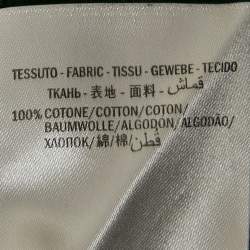 TESSUTO - FABRIC - TISSU - GEWEBE - TECIDO
ТКАНЬ - 表地 - 面料 - قماش
100% COTONE/COTTON/COTON/
BAUMWOLLE/ALGODON/ALGODÃO/
ХЛОПОК/綿/棉/قطن